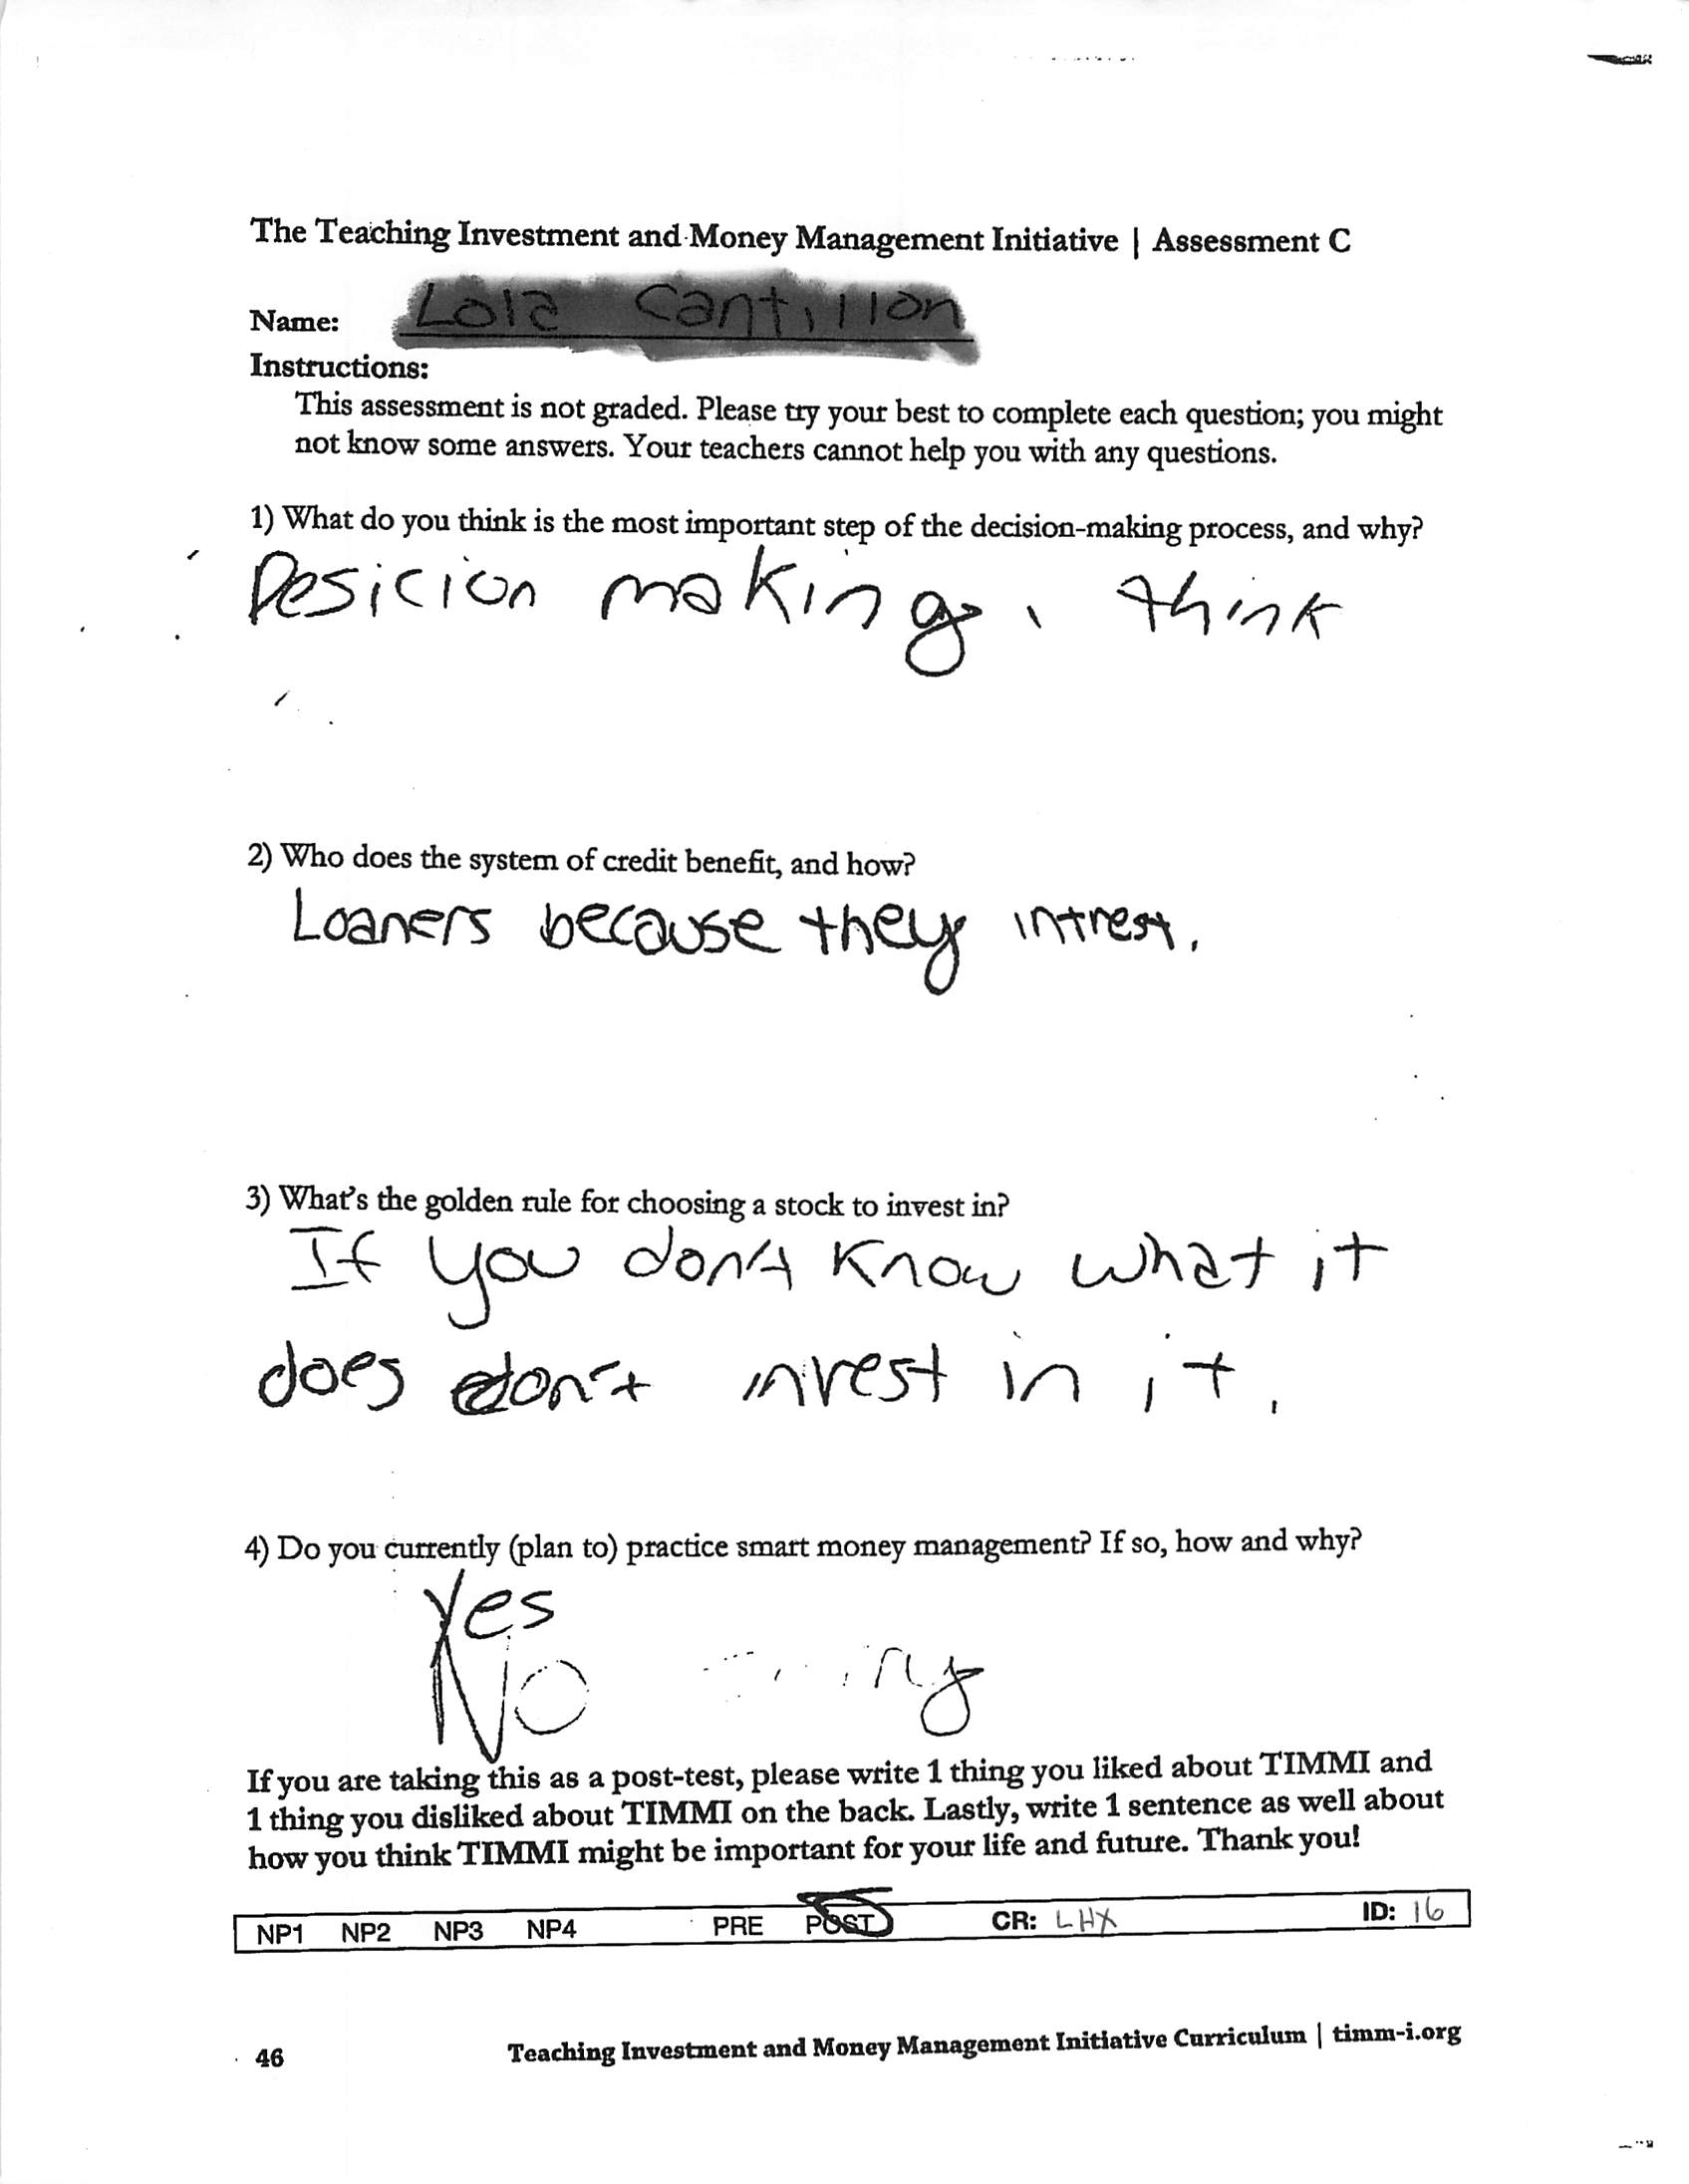 The Teaching Investment and Money Management Initiative | Assessment C
Name:
Instructions:
This assessment is not graded. Please try your best to complete each question; you might
not know some answers. Your teachers cannot help you with any questions.
1) What do you think is the most important step of the decision-making process, and why?
Desicion making, think
2) Who does the system of credit benefit, and how?
Loaners because they intrest.
3) What's the golden rule for choosing a stock to invest in?
If you don't know what it
does don't invest in it.
4) Do you currently (plan to) practice smart money management? If so, how and why?
Yes
No
If you are taking this as a post-test, please write 1 thing you liked about TIMMI and
1 thing you disliked about TIMMI on the back. Lastly, write 1 sentence as well about
how you think TIMMI might be important for your life and future. Thank you!
NP1 NP2 NP3 NP4 PRE POST CR: LHX ID: 16
46 Teaching Investment and Money Management Initiative Curriculum | timm-i.org